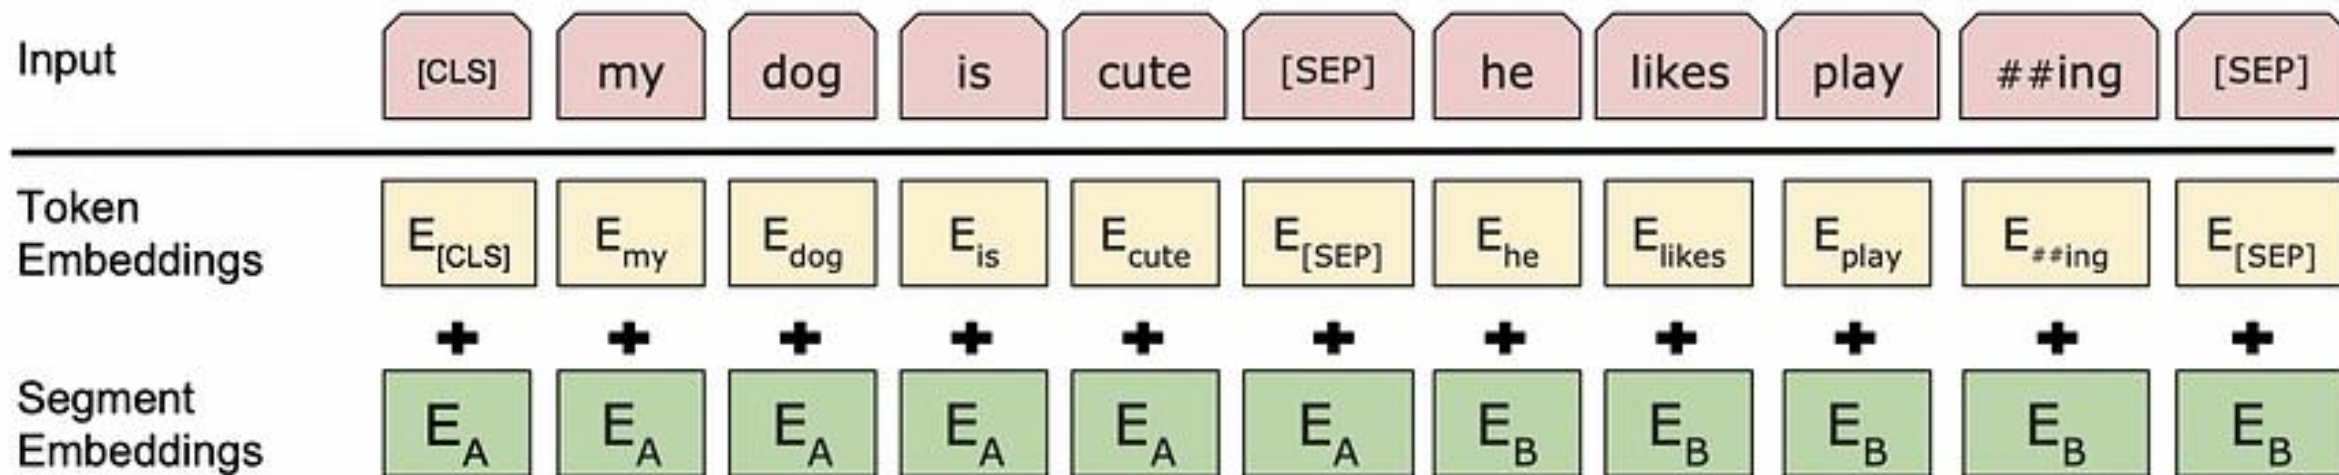 Input [CLS] my dog is cute [SEP] he likes play ##ing [SEP]
Token
Embeddings E[CLS] Emy Edog Eis Ecute E[SEP] Ehe Elikes Eplay E##ing E[SEP]
+ + + + + + + + + + +
Segment
Embeddings EA EA EA EA EA EA EB EB EB EB EB